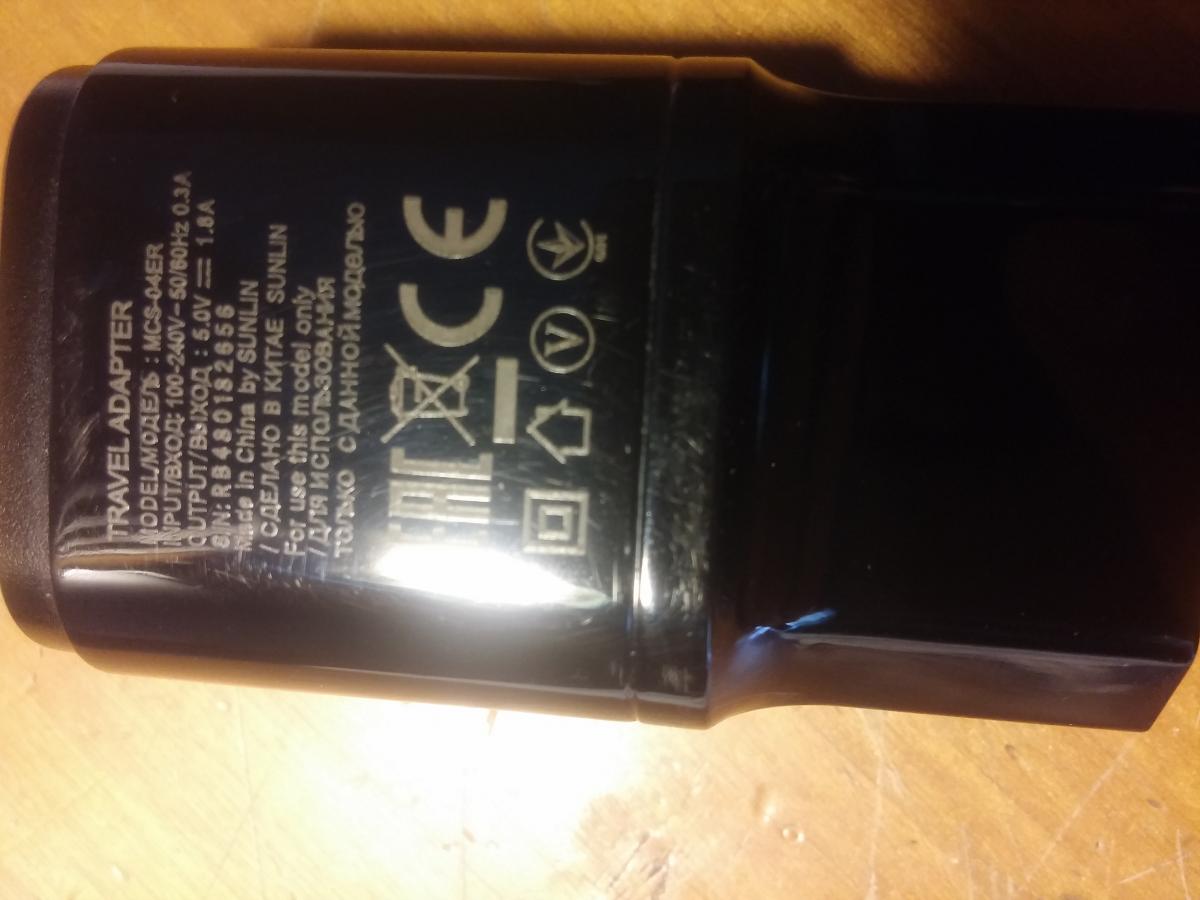 TRAVEL ADAPTER
MODEL/МОДЕЛЬ : MCS-04ER
INPUT/ВХОД: 100-240V~50/60Hz 0.3A
OUTPUT/ВЫХОД : 5.0V ⎓ 1.8A
S/N: RB480182656
Made in China by SUNLIN
/ СДЕЛАНО В КИТАЕ SUNLIN
For use this model only
/ДЛЯ ИСПОЛЬЗОВАНИЯ
ТОЛЬКО С ДАННОЙ МОДЕЛЬЮ
EAC CE
V